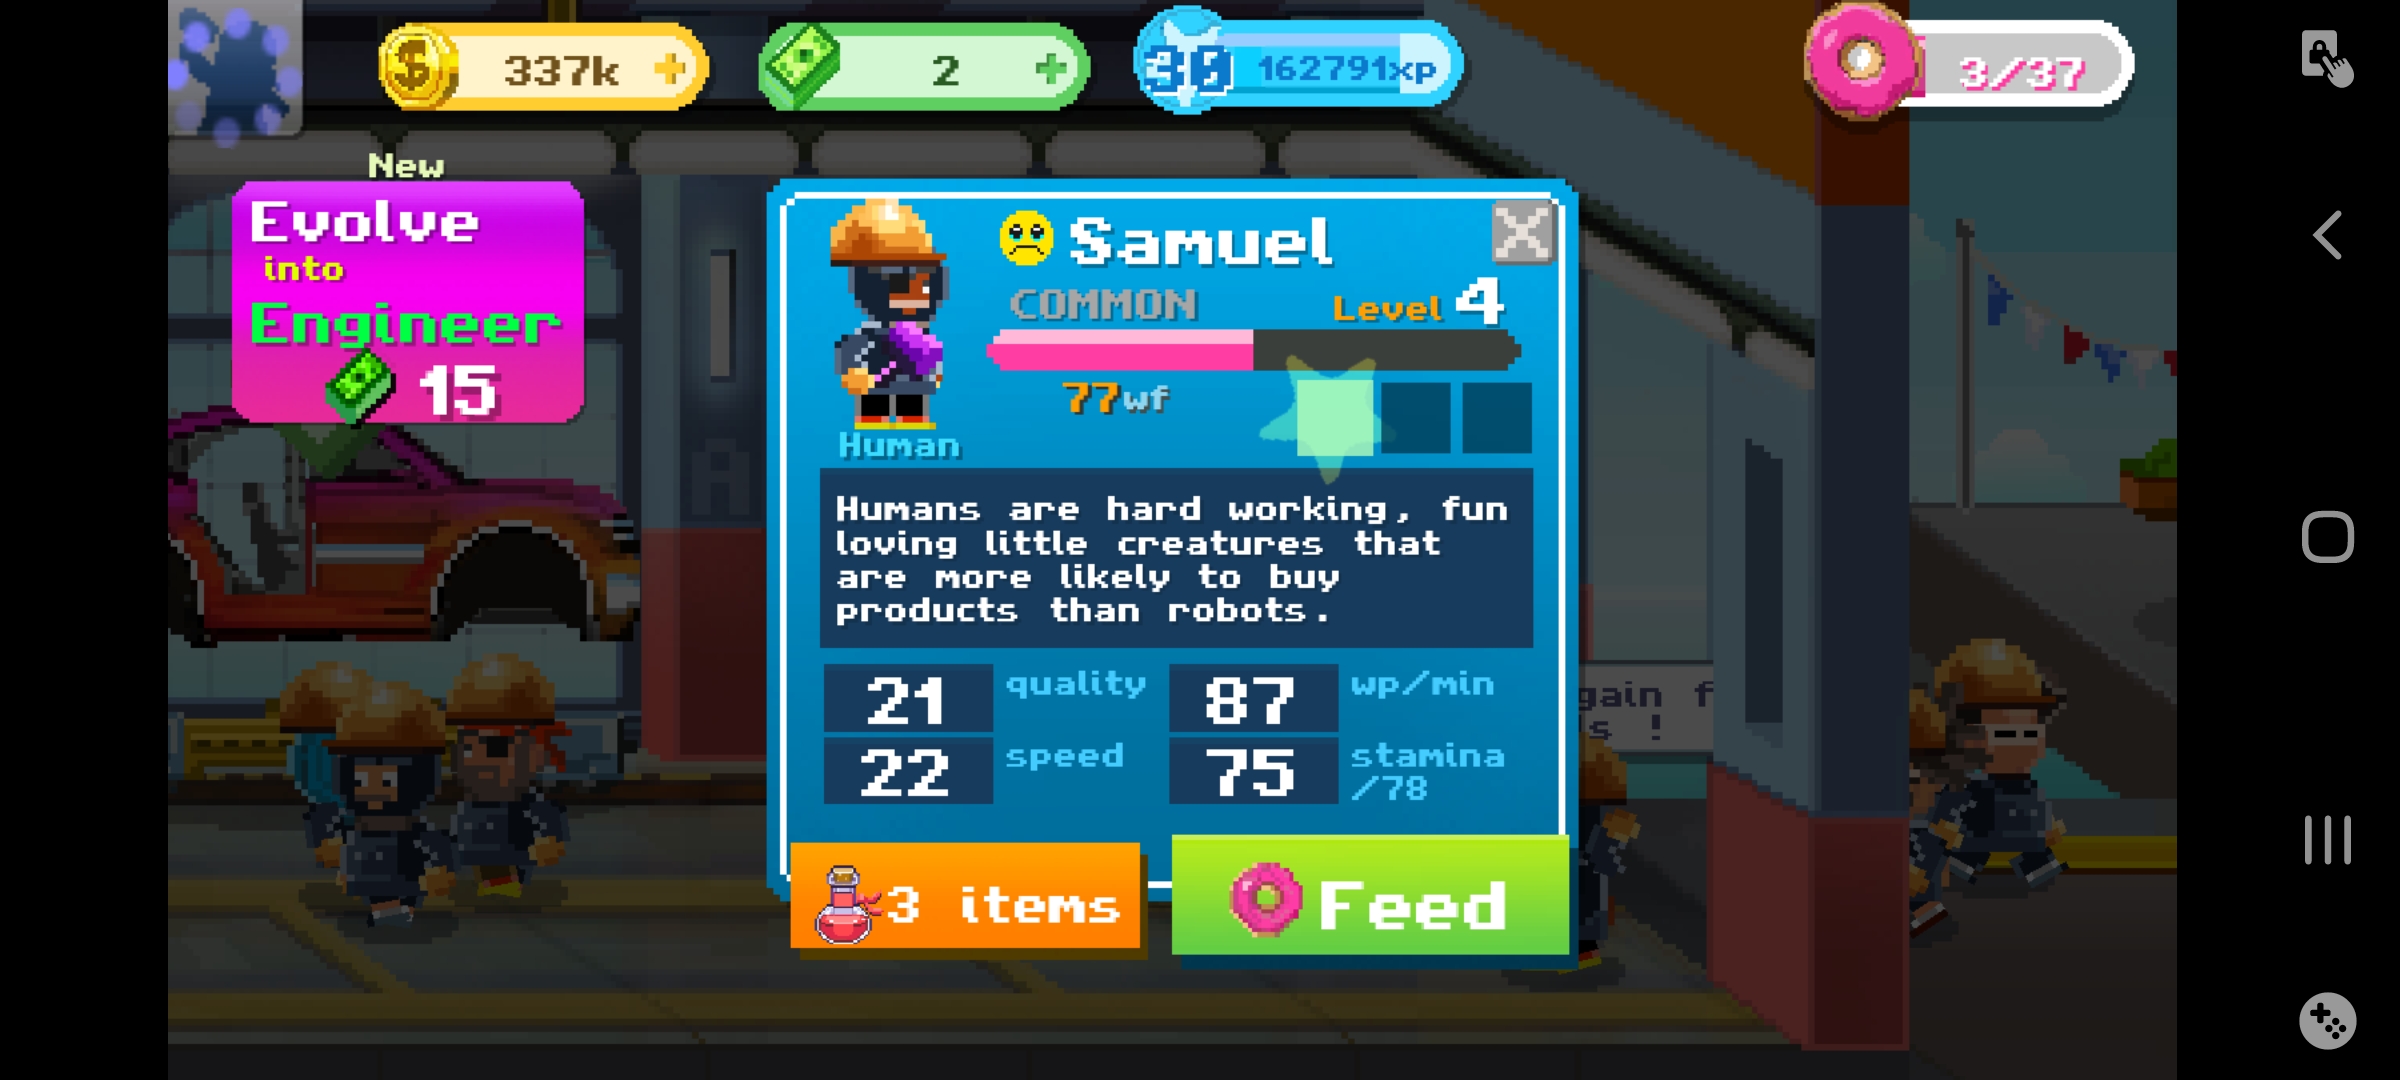 337k
2
30
162791xp
3/37
New
Evolve
into
Engineer
15
Samuel
COMMON
Level 4
77wf
Human
Humans are hard working, fun
loving little creatures that
are more likely to buy
products than robots.
21 quality
87 wp/min
22 speed
75 stamina
/78
gain f
s !
3 items
Feed